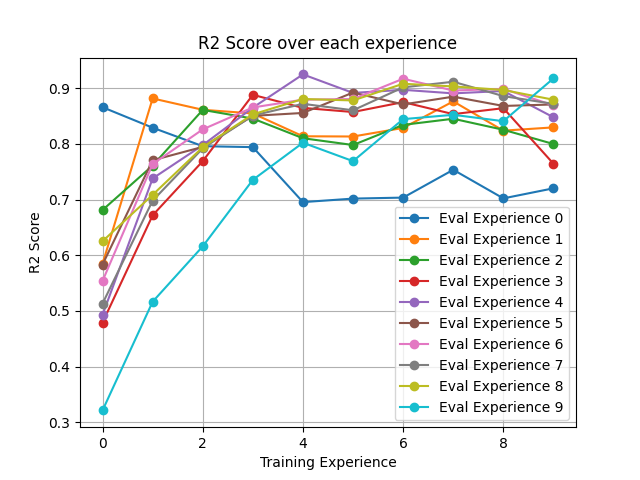 R2 Score over each experience
R2 Score
0.9
0.8
0.7
0.6
0.5
0.4
0.3
0
2
4
6
8
Training Experience
Eval Experience 0
Eval Experience 1
Eval Experience 2
Eval Experience 3
Eval Experience 4
Eval Experience 5
Eval Experience 6
Eval Experience 7
Eval Experience 8
Eval Experience 9